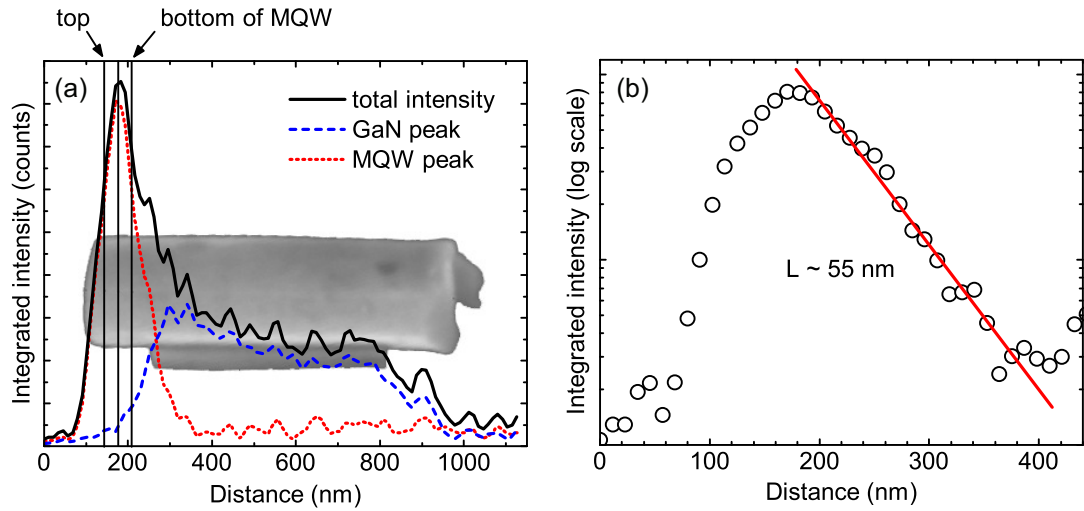 top
bottom of MQW
(a)
total intensity
GaN peak
MQW peak
Integrated intensity (counts)
0
200
400
600
800
1000
Distance (nm)
(b)
L ~ 55 nm
Integrated intensity (log scale)
0
100
200
300
400
Distance (nm)